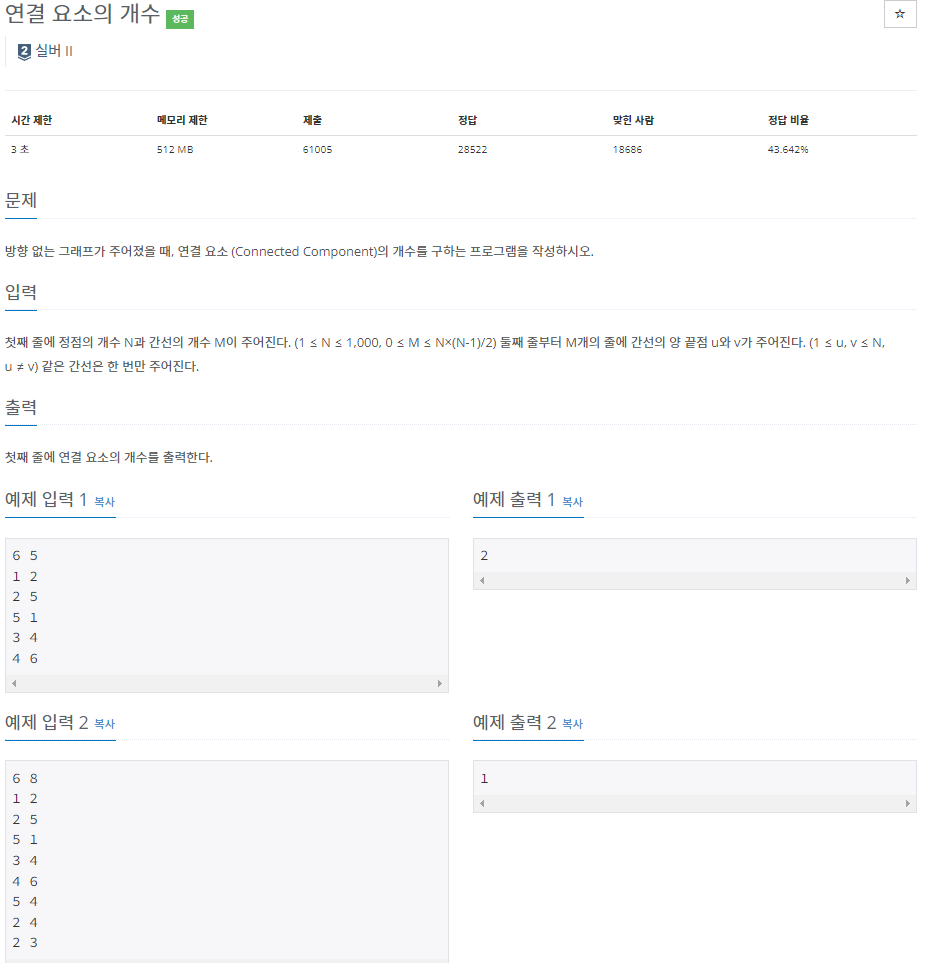 연결 요소의 개수 성공
☆
2 실버 II
시간 제한 메모리 제한 제출 정답 맞힌 사람 정답 비율
3 초 512 MB 61005 28522 18686 43.642%
문제
방향 없는 그래프가 주어졌을 때, 연결 요소 (Connected Component)의 개수를 구하는 프로그램을 작성하시오.
입력
첫째 줄에 정점의 개수 N과 간선의 개수 M이 주어진다. (1 ≤ N ≤ 1,000, 0 ≤ M ≤ N×(N-1)/2) 둘째 줄부터 M개의 줄에 간선의 양 끝점 u와 v가 주어진다. (1 ≤ u, v ≤ N,
u ≠ v) 같은 간선은 한 번만 주어진다.
출력
첫째 줄에 연결 요소의 개수를 출력한다.
예제 입력 1 복사
6 5
1 2
2 5
5 1
3 4
4 6
예제 출력 1 복사
2
예제 입력 2 복사
6 8
1 2
2 5
5 1
3 4
4 6
5 4
2 4
2 3
예제 출력 2 복사
1